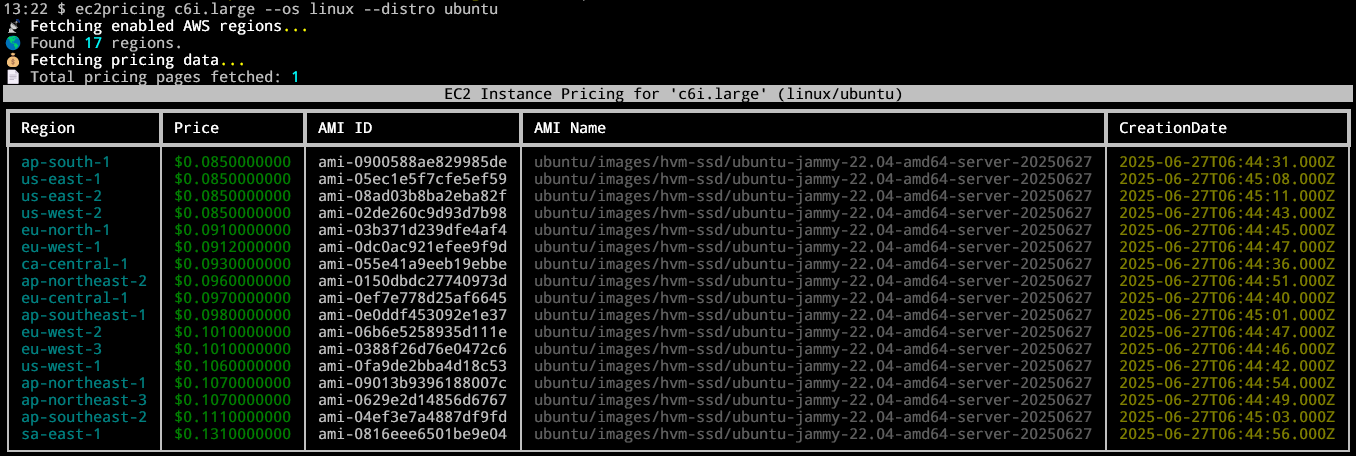 13:22 $ ec2pricing c6i.large --os linux --distro ubuntu
Fetching enabled AWS regions...
Found 17 regions.
Fetching pricing data...
Total pricing pages fetched: 1
EC2 Instance Pricing for 'c6i.large' (linux/ubuntu)
Region Price AMI ID AMI Name CreationDate
ap-south-1 $0.0850000000 ami-0900588ae829985de ubuntu/images/hvm-ssd/ubuntu-jammy-22.04-amd64-server-20250627 2025-06-27T06:44:31.000Z
us-east-1 $0.0850000000 ami-05ec1e5f7cfe5ef59 ubuntu/images/hvm-ssd/ubuntu-jammy-22.04-amd64-server-20250627 2025-06-27T06:45:08.000Z
us-east-2 $0.0850000000 ami-08ad03b8ba2eba82f ubuntu/images/hvm-ssd/ubuntu-jammy-22.04-amd64-server-20250627 2025-06-27T06:45:11.000Z
us-west-2 $0.0850000000 ami-02de260c9d93d7b98 ubuntu/images/hvm-ssd/ubuntu-jammy-22.04-amd64-server-20250627 2025-06-27T06:44:43.000Z
eu-north-1 $0.0910000000 ami-03b371d239dfe4af4 ubuntu/images/hvm-ssd/ubuntu-jammy-22.04-amd64-server-20250627 2025-06-27T06:44:45.000Z
eu-west-1 $0.0912000000 ami-0dc0ac921efee9f9d ubuntu/images/hvm-ssd/ubuntu-jammy-22.04-amd64-server-20250627 2025-06-27T06:44:47.000Z
ca-central-1 $0.0930000000 ami-055e41a9eeb19ebbe ubuntu/images/hvm-ssd/ubuntu-jammy-22.04-amd64-server-20250627 2025-06-27T06:44:36.000Z
ap-northeast-2 $0.0960000000 ami-0150dbdc27740973d ubuntu/images/hvm-ssd/ubuntu-jammy-22.04-amd64-server-20250627 2025-06-27T06:44:51.000Z
eu-central-1 $0.0970000000 ami-0ef7e778d25af6645 ubuntu/images/hvm-ssd/ubuntu-jammy-22.04-amd64-server-20250627 2025-06-27T06:44:40.000Z
ap-southeast-1 $0.0980000000 ami-0e0ddf453092e1e37 ubuntu/images/hvm-ssd/ubuntu-jammy-22.04-amd64-server-20250627 2025-06-27T06:45:01.000Z
eu-west-2 $0.1010000000 ami-06b6e5258935d111e ubuntu/images/hvm-ssd/ubuntu-jammy-22.04-amd64-server-20250627 2025-06-27T06:44:47.000Z
eu-west-3 $0.1010000000 ami-0388f26d76e0472c6 ubuntu/images/hvm-ssd/ubuntu-jammy-22.04-amd64-server-20250627 2025-06-27T06:44:46.000Z
us-west-1 $0.1060000000 ami-0fa9de2bba4d18c53 ubuntu/images/hvm-ssd/ubuntu-jammy-22.04-amd64-server-20250627 2025-06-27T06:44:42.000Z
ap-northeast-1 $0.1070000000 ami-09013b9396188007c ubuntu/images/hvm-ssd/ubuntu-jammy-22.04-amd64-server-20250627 2025-06-27T06:44:54.000Z
ap-northeast-3 $0.1070000000 ami-0629e2d14856d6767 ubuntu/images/hvm-ssd/ubuntu-jammy-22.04-amd64-server-20250627 2025-06-27T06:44:49.000Z
ap-southeast-2 $0.1110000000 ami-04ef3e7a4887df9fd ubuntu/images/hvm-ssd/ubuntu-jammy-22.04-amd64-server-20250627 2025-06-27T06:45:03.000Z
sa-east-1 $0.1310000000 ami-0816eee6501be9e04 ubuntu/images/hvm-ssd/ubuntu-jammy-22.04-amd64-server-20250627 2025-06-27T06:44:56.000Z